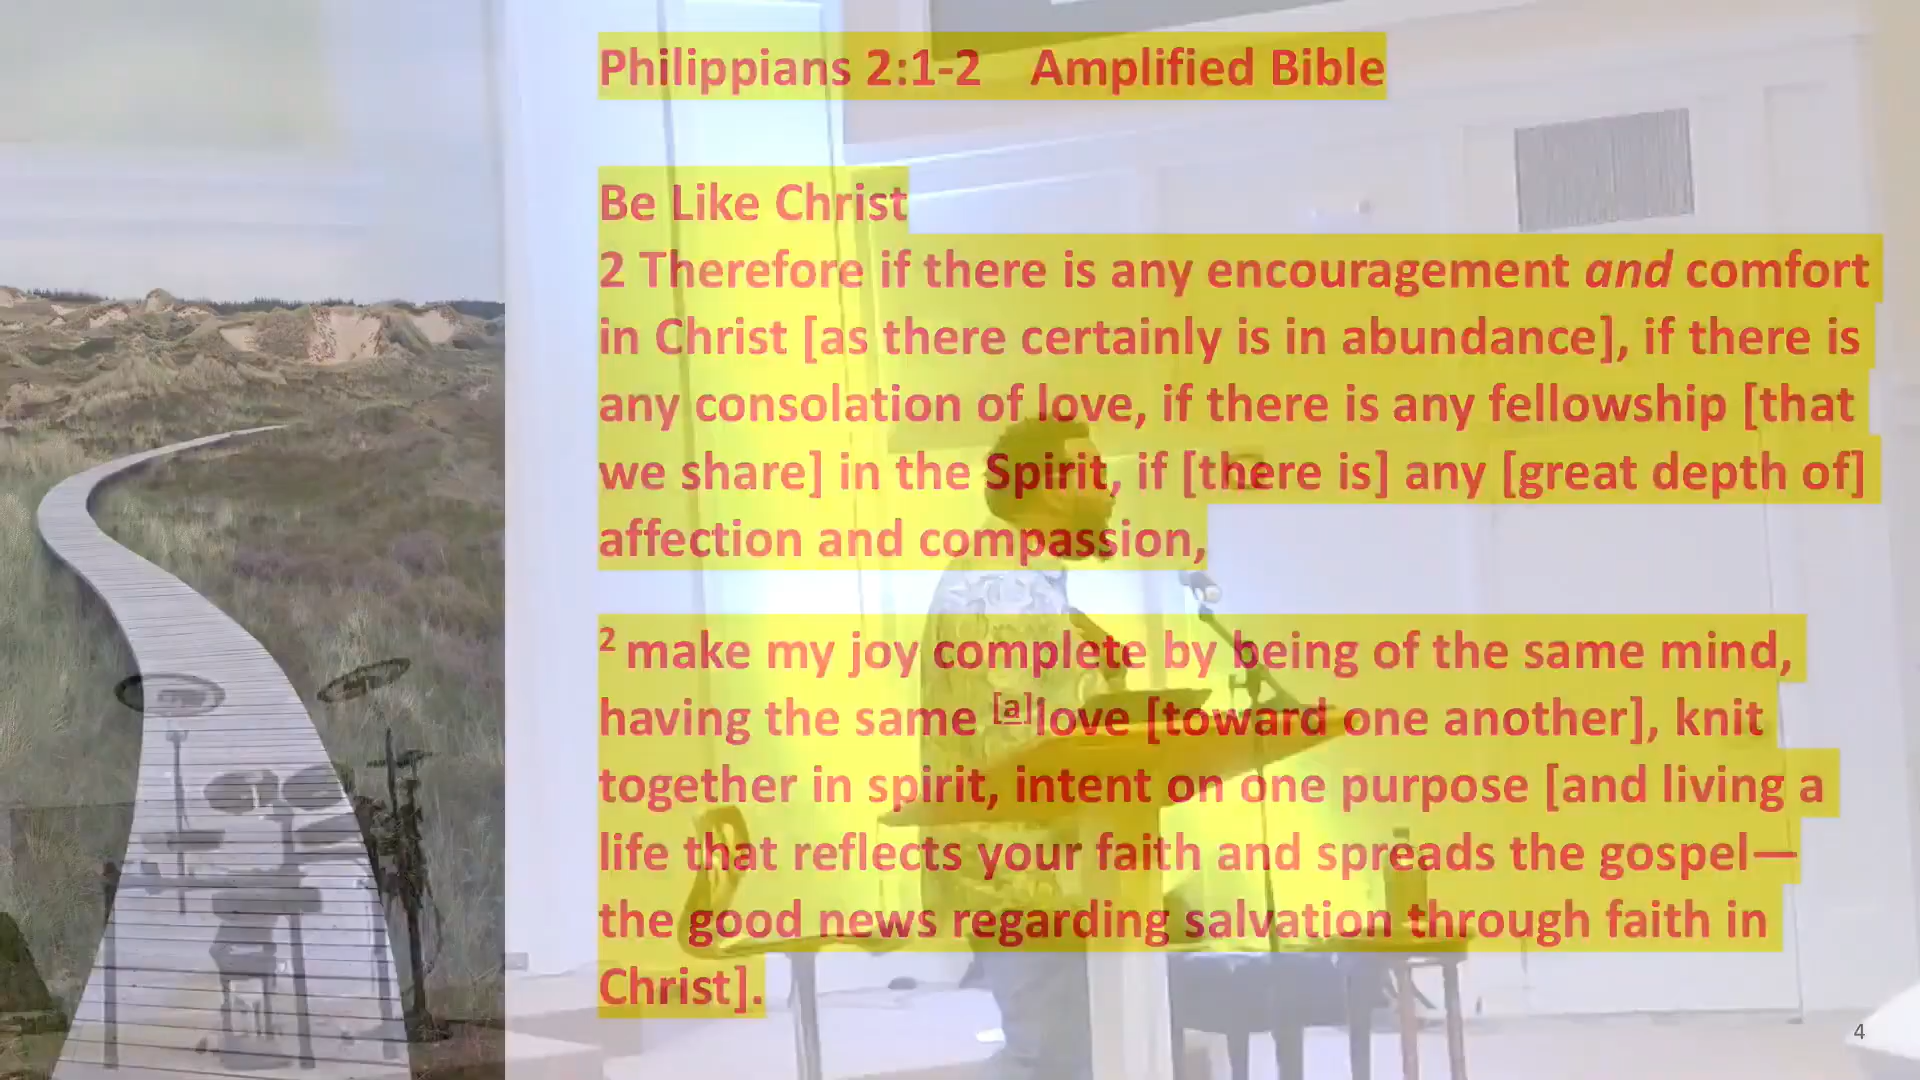 Philippians 2:1-2 Amplified Bible
Be Like Christ
2 Therefore if there is any encouragement and comfort
in Christ [as there certainly is in abundance], if there is
any consolation of love, if there is any fellowship [that
we share] in the Spirit, if [there is] any [great depth of]
affection and compassion,
2 make my joy complete by being of the same mind,
having the same [a]love [toward one another], knit
together in spirit, intent on one purpose [and living a
life that reflects your faith and spreads the gospel—
the good news regarding salvation through faith in
Christ].
4